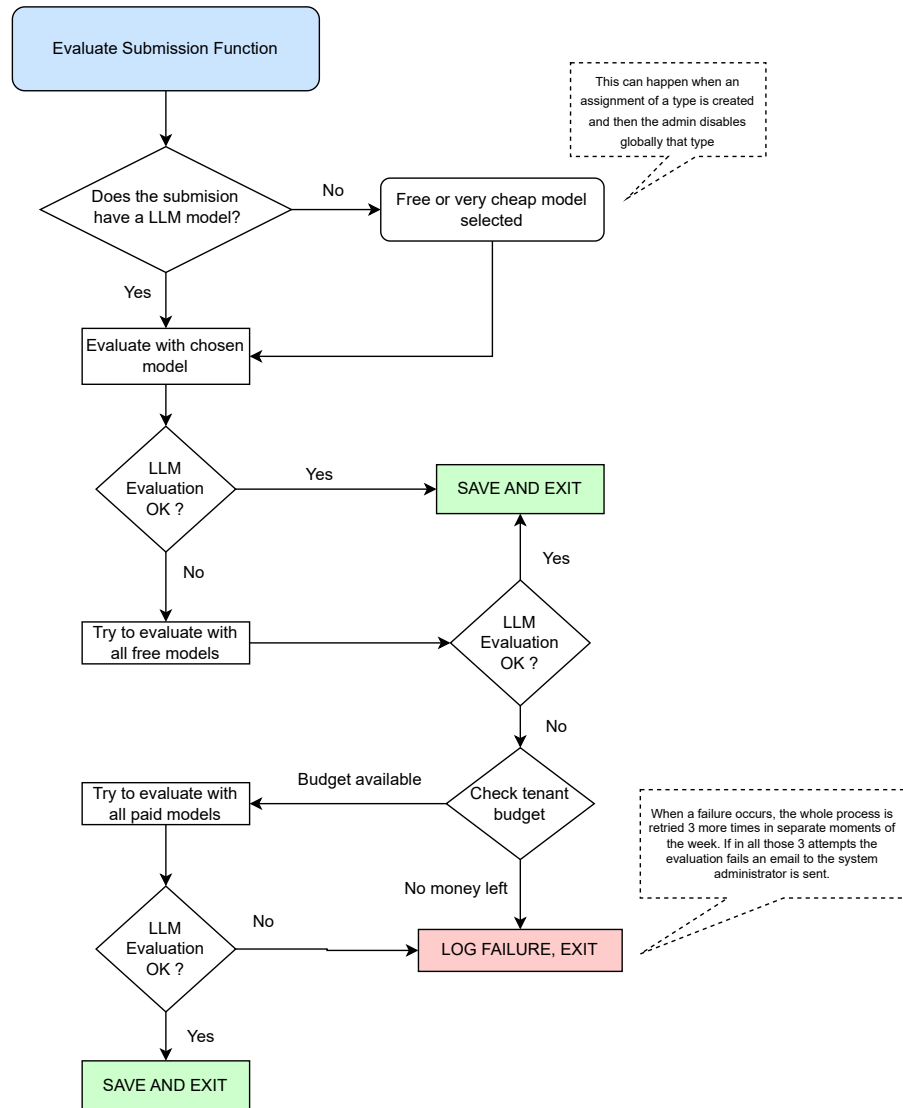 Evaluate Submission Function
This can happen when an
assignment of a type is created
and then the admin disables
globally that type
Does the submision
have a LLM model?
No
Free or very cheap model
selected
Yes
Evaluate with chosen
model
LLM
Evaluation
OK ?
Yes
SAVE AND EXIT
No
Yes
Try to evaluate with
all free models
LLM
Evaluation
OK ?
No
Budget available
Try to evaluate with
all paid models
Check tenant
budget
When a failure occurs, the whole process is
retried 3 more times in separate moments of
the week. If in all those 3 attempts the
evaluation fails an email to the system
administrator is sent.
No money left
LLM
Evaluation
OK ?
No
LOG FAILURE, EXIT
Yes
SAVE AND EXIT